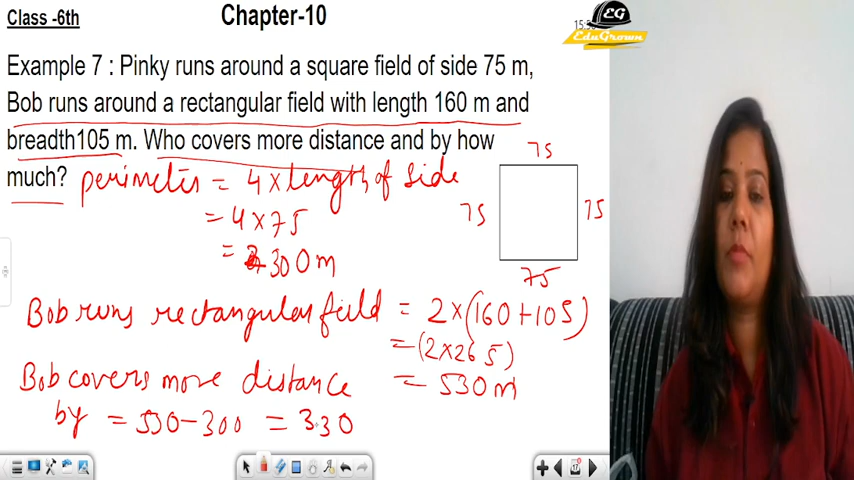 Class -6th
Chapter-10
EG
EduGrown
Example 7 : Pinky runs around a square field of side 75 m,
Bob runs around a rectangular field with length 160 m and
breadth105 m. Who covers more distance and by how
much?
perimeter = 4 x length of side
= 4 x 75
= 300m
75
75
75
75
Bob runs rectangular field = 2 x (160 + 105)
= (2 x 265)
= 530m
Bob covers more distance
by = 530 - 300 = 330